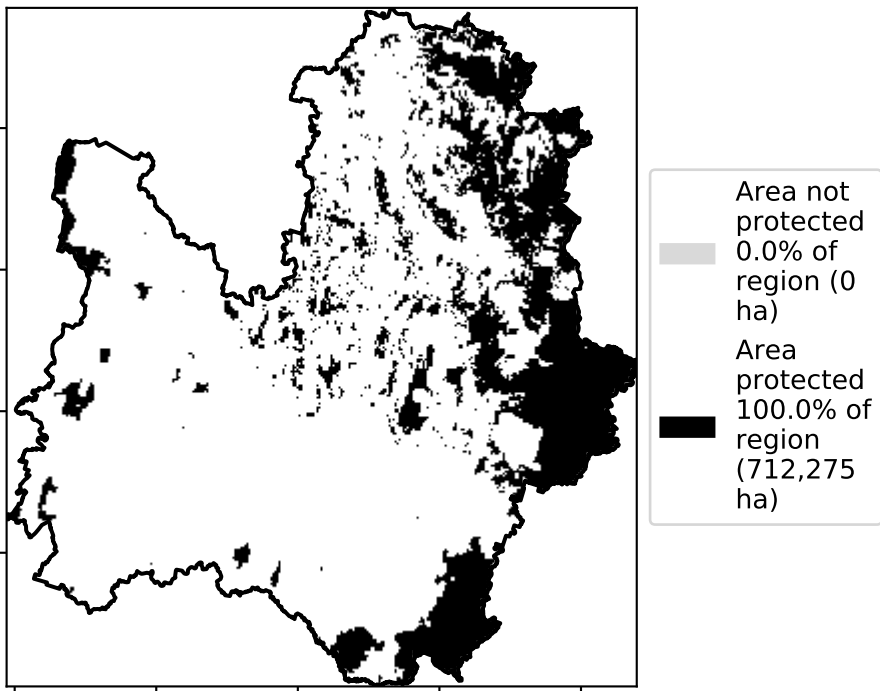 Area not
protected
0.0% of
region (0
ha)
Area
protected
100.0% of
region
(712,275
ha)